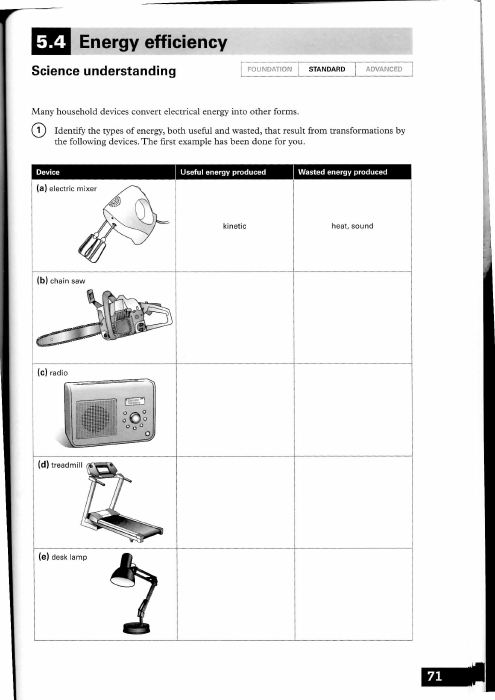 5.4 Energy efficiency
Science understanding
FOUNDATION STANDARD ADVANCED
Many household devices convert electrical energy into other forms.
1 Identify the types of energy, both useful and wasted, that result from transformations by
the following devices. The first example has been done for you.
Device Useful energy produced Wasted energy produced
(a) electric mixer
kinetic heat, sound
(b) chain saw
(c) radio
(d) treadmill
(e) desk lamp
71